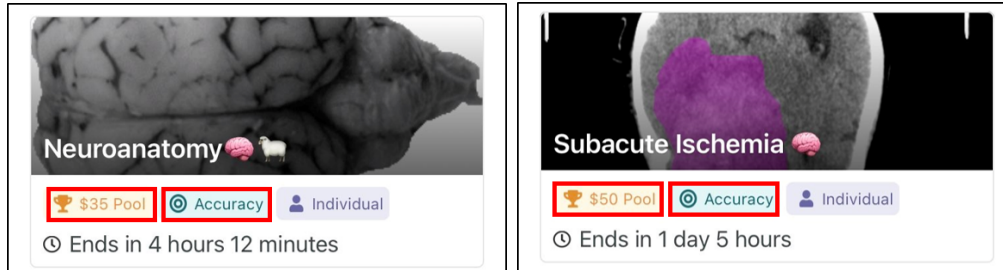 Neuroanatomy🧠🐑
$35 Pool
Accuracy
Individual
Ends in 4 hours 12 minutes
Subacute Ischemia 🧠
$50 Pool
Accuracy
Individual
Ends in 1 day 5 hours